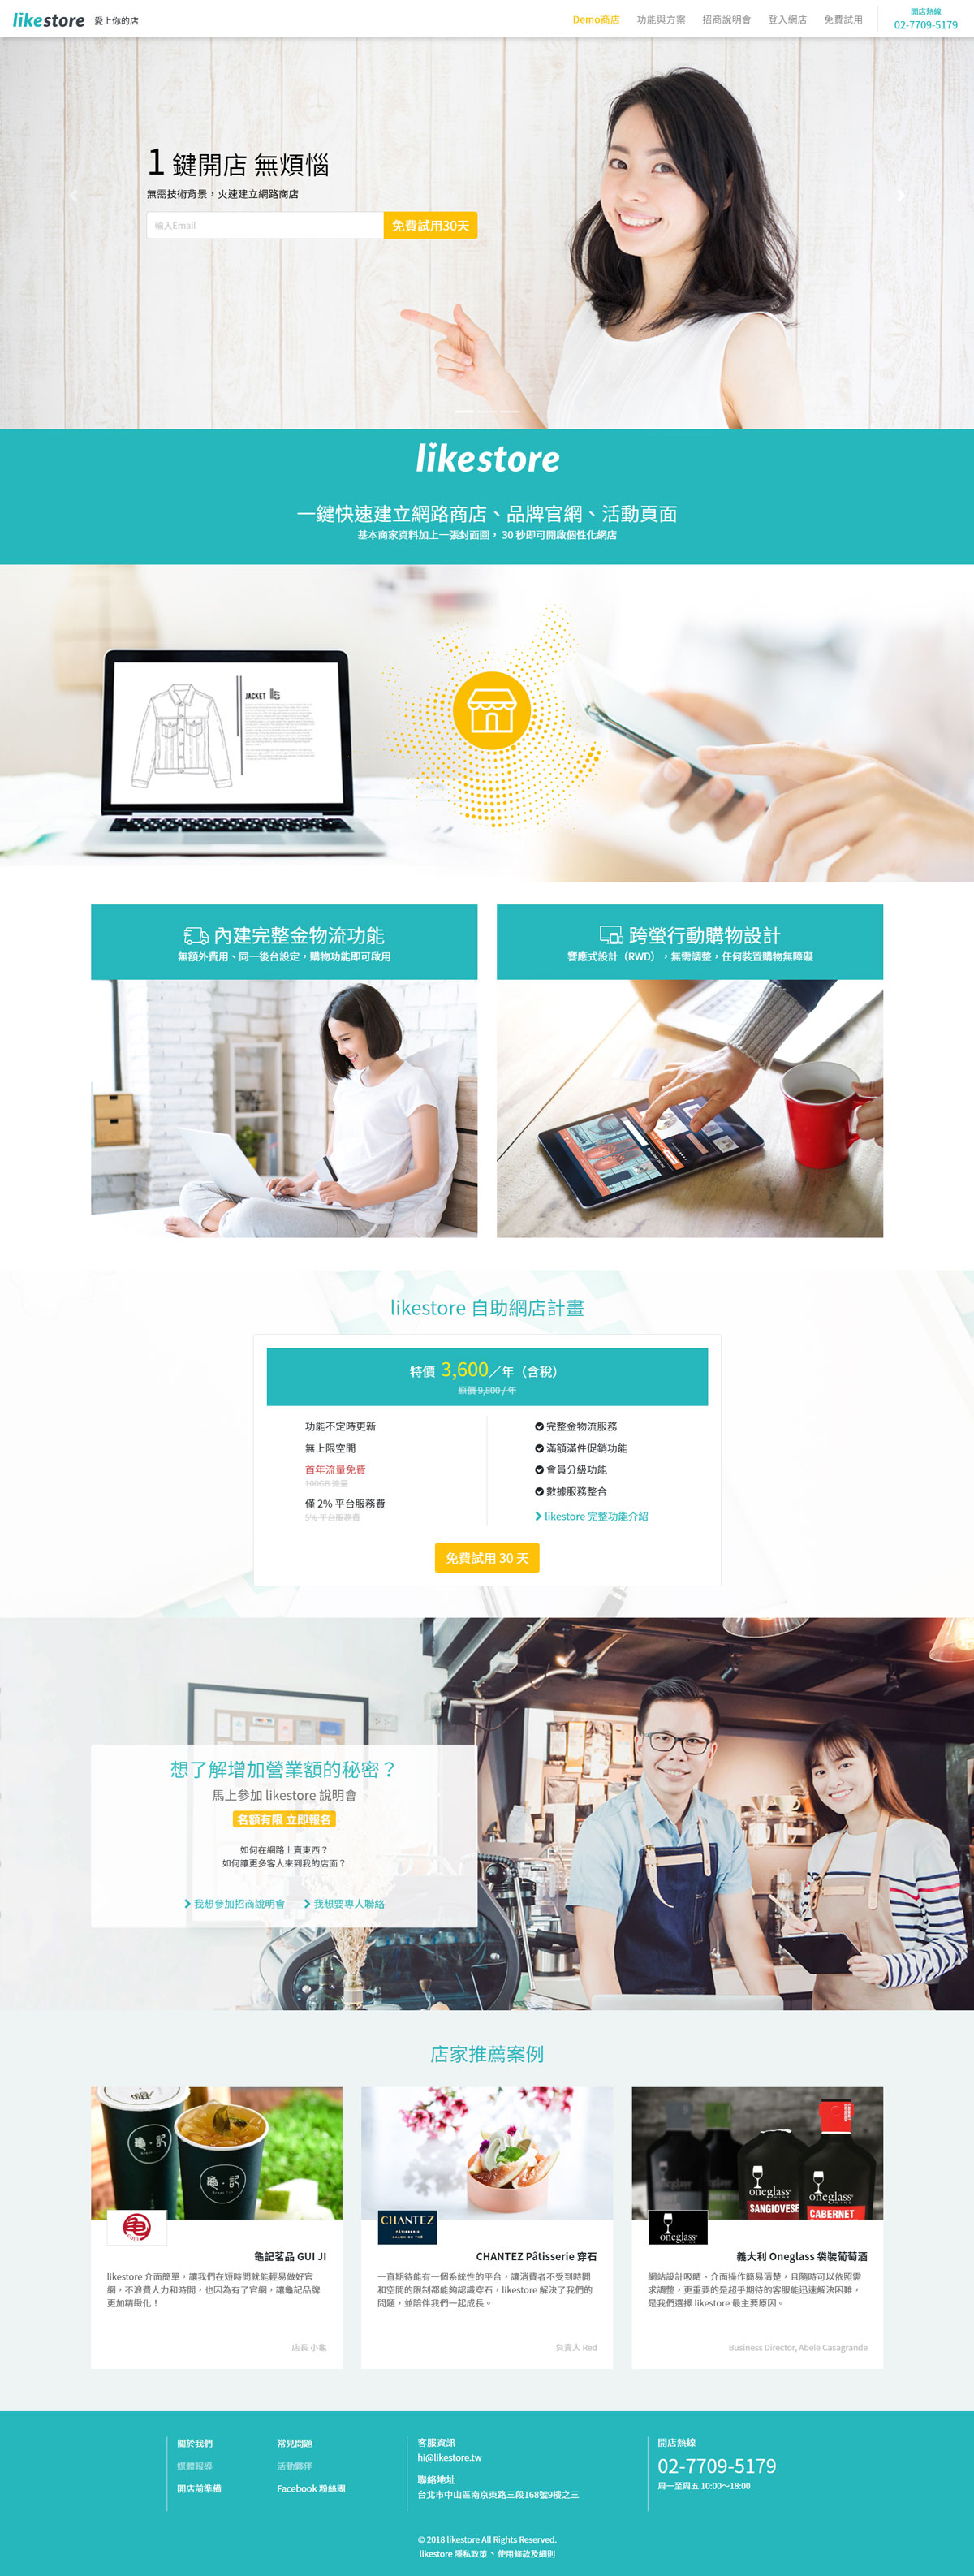 likestore 愛上你的店
Demo商店 功能與方案 招商說明會 登入網店 免費試用
開店熱線
02-7709-5179
1 鍵開店 無煩惱
無需技術背景，火速建立網路商店
輸入Email
免費試用30天
likestore
一鍵快速建立網路商店、品牌官網、活動頁面
基本商家資料加上一張封面圖， 30 秒即可開啟個性化網店
JACKET
內建完整金物流功能
無額外費用、同一後台設定，購物功能即可啟用
跨螢行動購物設計
響應式設計（RWD），無需調整，任何裝置購物無障礙
likestore 自助網店計畫
特價 3,600／年（含稅）
原價 9,800 / 年
功能不定時更新
無上限空間
首年流量免費
100GB 流量
僅 2% 平台服務費
5% 平台服務費
完整金物流服務
滿額滿件促銷功能
會員分級功能
數據服務整合
likestore 完整功能介紹
免費試用 30 天
想了解增加營業額的秘密？
馬上參加 likestore 說明會
名額有限 立即報名
如何在網路上賣東西？
如何讓更多客人來到我的店面？
我想參加招商說明會 我想要專人聯絡
店家推薦案例
龜記
龜記
龜記茗品 GUI JI
likestore 介面簡單，讓我們在短時間就能輕易做好官
網，不浪費人力和時間，也因為有了官網，讓龜記品牌
更加精緻化！
店長 小龜
CHANTEZ
PÂTISSERIE
SALON DE THÉ
CHANTEZ Pâtisserie 穿石
一直期待能有一個系統性的平台，讓消費者不受到時間
和空間的限制都能夠認識穿石，likestore 解決了我們的
問題，並陪伴我們一起成長。
負責人 Red
oneglass
WINE
SANGIOVESE
oneglass
WINE
CABERNET
oneglass
義大利 Oneglass 袋裝葡萄酒
網站設計吸睛、介面操作簡易清楚，且隨時可以依照需
求調整，更重要的是超乎期待的客服能迅速解決困難，
是我們選擇 likestore 最主要原因。
Business Director, Abele Casagrande
關於我們
媒體報導
開店前準備
常見問題
活動夥伴
Facebook 粉絲團
客服資訊
hi@likestore.tw
聯絡地址
台北市中山區南京東路三段168號9樓之三
開店熱線
02-7709-5179
周一至周五 10:00～18:00
© 2018 likestore All Rights Reserved.
likestore 隱私政策、使用條款及細則